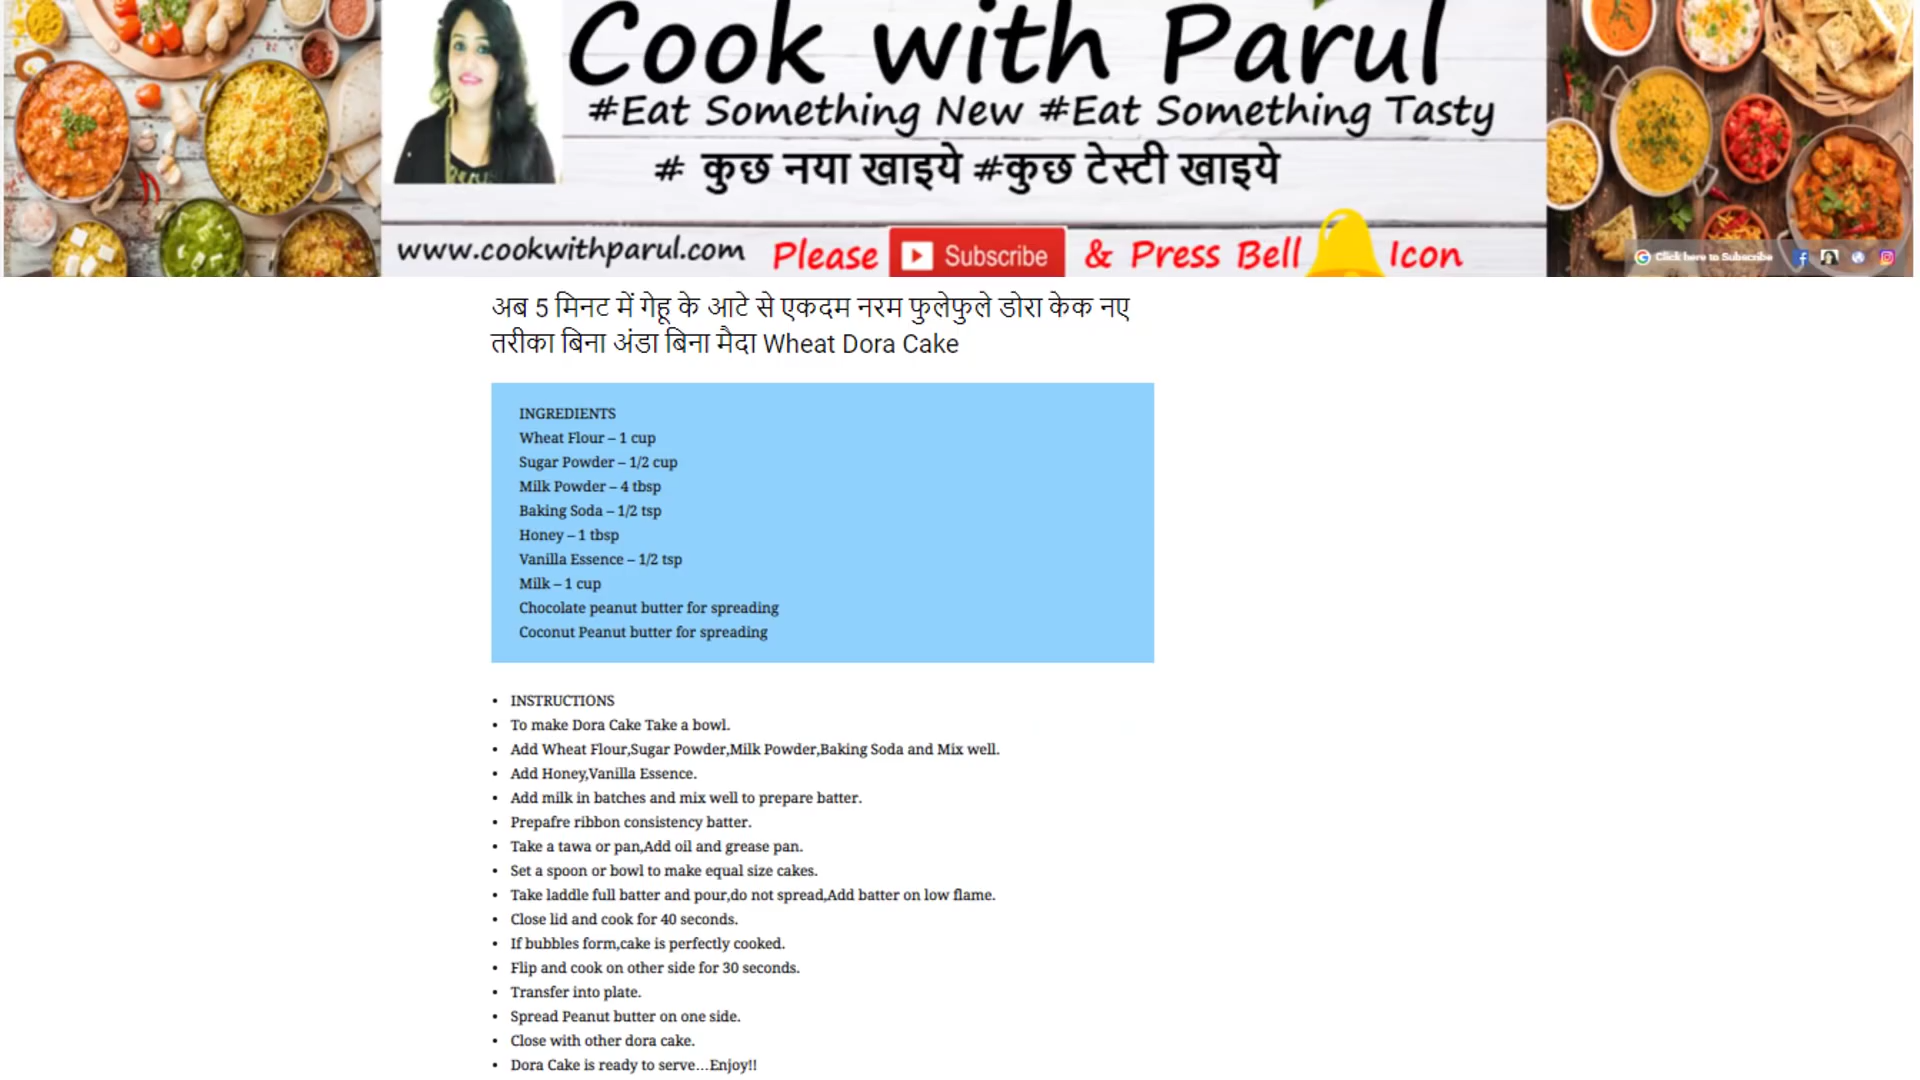 Cook with Parul
#Eat Something New #Eat Something Tasty
# कुछ नया खाइये #कुछ टेस्टी खाइये
www.cookwithparul.com Please Subscribe & Press Bell Icon
Click here to Subscribe
अब 5 मिनट में गेहू के आटे से एकदम नरम फुलेफुले डोरा केक नए
तरीका बिना अंडा बिना मैदा Wheat Dora Cake
INGREDIENTS
Wheat Flour – 1 cup
Sugar Powder – 1/2 cup
Milk Powder – 4 tbsp
Baking Soda – 1/2 tsp
Honey – 1 tbsp
Vanilla Essence – 1/2 tsp
Milk – 1 cup
Chocolate peanut butter for spreading
Coconut Peanut butter for spreading
• INSTRUCTIONS
• To make Dora Cake Take a bowl.
• Add Wheat Flour,Sugar Powder,Milk Powder,Baking Soda and Mix well.
• Add Honey,Vanilla Essence.
• Add milk in batches and mix well to prepare batter.
• Prepafre ribbon consistency batter.
• Take a tawa or pan,Add oil and grease pan.
• Set a spoon or bowl to make equal size cakes.
• Take laddle full batter and pour,do not spread,Add batter on low flame.
• Close lid and cook for 40 seconds.
• If bubbles form,cake is perfectly cooked.
• Flip and cook on other side for 30 seconds.
• Transfer into plate.
• Spread Peanut butter on one side.
• Close with other dora cake.
• Dora Cake is ready to serve…Enjoy!!